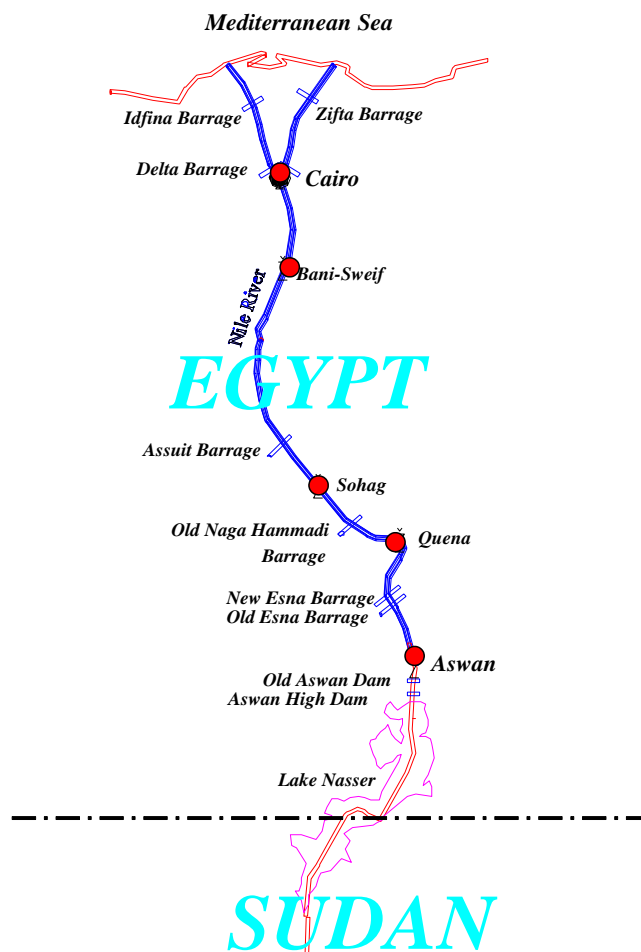 Mediterranean Sea
Idfina Barrage
Zifta Barrage
Delta Barrage
Cairo
Bani-Sweif
Nile River
EGYPT
Assuit Barrage
Sohag
Old Naga Hammadi
Barrage
Quena
New Esna Barrage
Old Esna Barrage
Aswan
Old Aswan Dam
Aswan High Dam
Lake Nasser
SUDAN